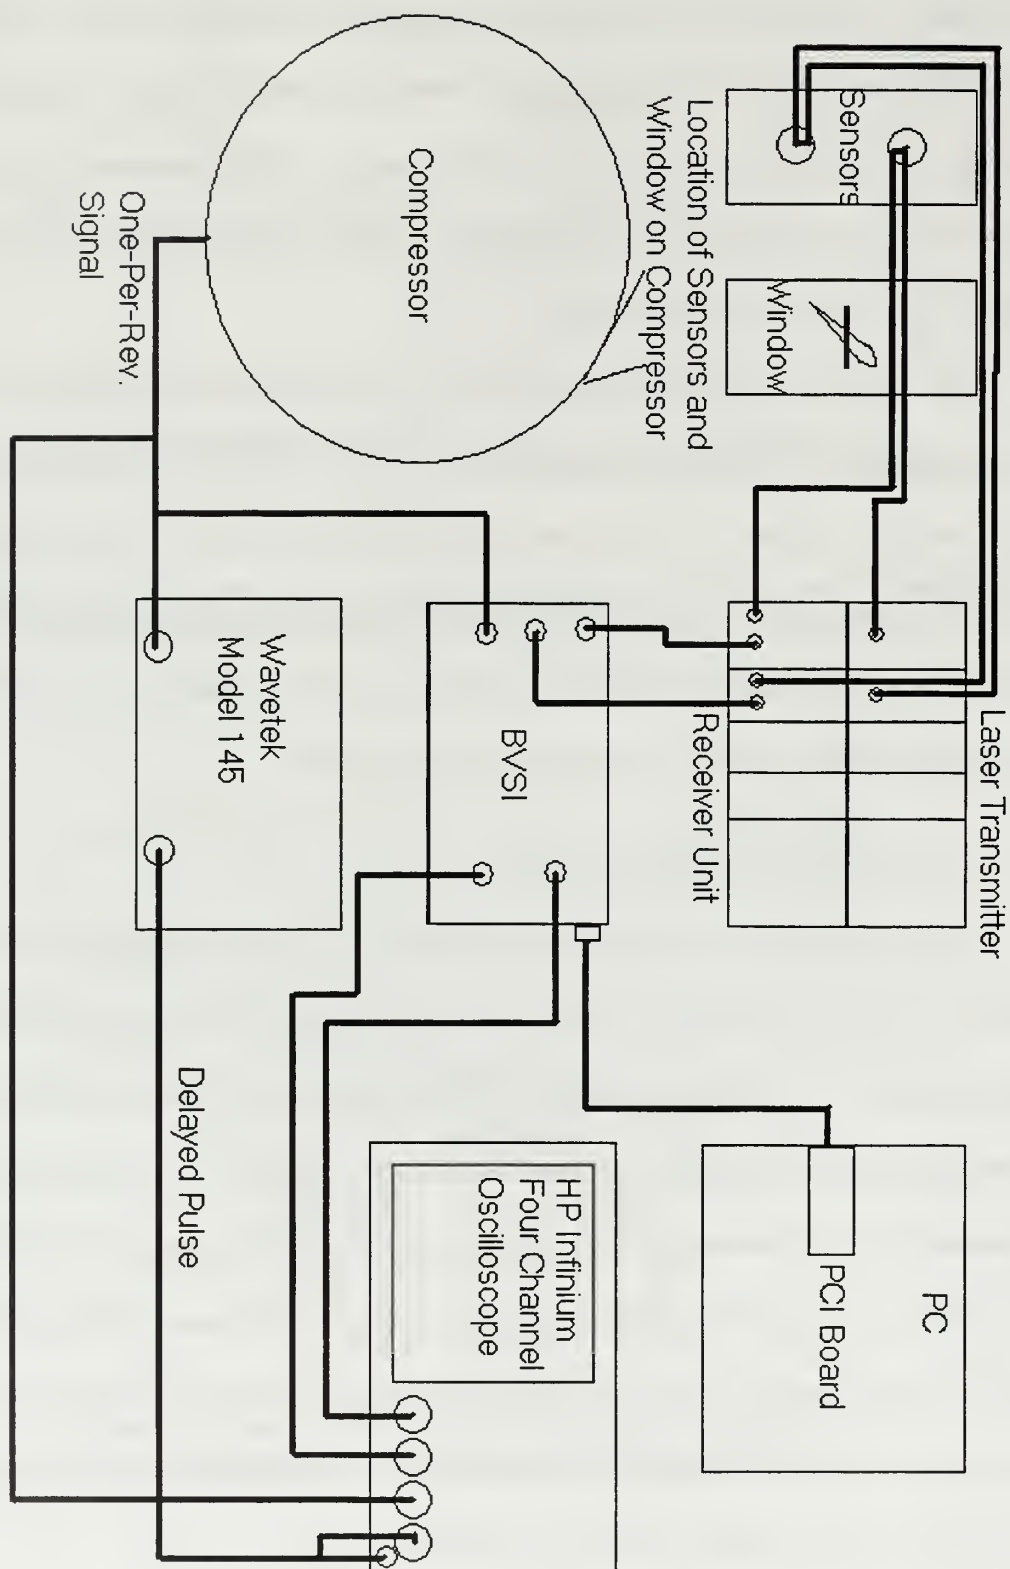 Sensors
Window
Location of Sensors and
Window on Compressor
Compressor
One-Per-Rev.
Signal
Laser Transmitter
Receiver Unit
BVSI
Wavetek
Model 145
PC
PCI Board
HP Infinium
Four Channel
Oscilloscope
Delayed Pulse